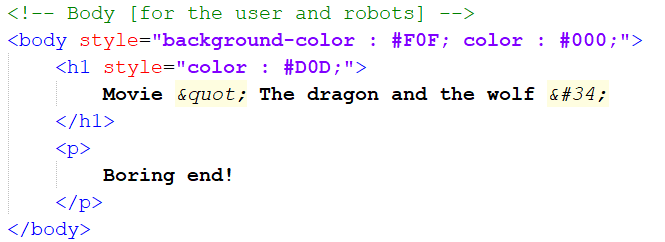 <!-- Body [for the user and robots] -->
<body style="background-color : #F0F; color : #000;">
<h1 style="color : #D0D;">
Movie &quot; The dragon and the wolf &#34;
</h1>
<p>
Boring end!
</p>
</body>